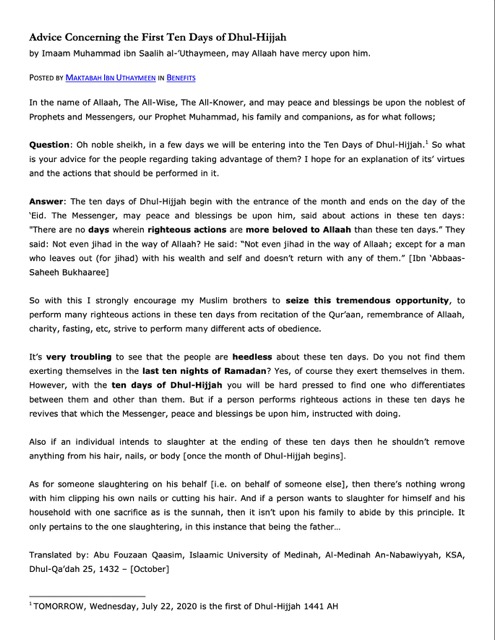 Advice Concerning the First Ten Days of Dhul-Hijjah
by Imaam Muhammad ibn Saalih al-'Uthaymeen, may Allaah have mercy upon him.
POSTED BY MAKTABAH IBN UTHAYMEEN IN BENEFITS
In the name of Allaah, The All-Wise, The All-Knower, and may peace and blessings be upon the noblest of
Prophets and Messengers, our Prophet Muhammad, his family and companions, as for what follows;
Question: Oh noble sheikh, in a few days we will be entering into the Ten Days of Dhul-Hijjah.¹ So what
is your advice for the people regarding taking advantage of them? I hope for an explanation of its' virtues
and the actions that should be performed in it.
Answer: The ten days of Dhul-Hijjah begin with the entrance of the month and ends on the day of the
'Eid. The Messenger, may peace and blessings be upon him, said about actions in these ten days:
"There are no days wherein righteous actions are more beloved to Allaah than these ten days." They
said: Not even jihad in the way of Allaah? He said: "Not even jihad in the way of Allaah; except for a man
who leaves out (for jihad) with his wealth and self and doesn't return with any of them." [Ibn 'Abbaas-
Saheeh Bukhaaree]
So with this I strongly encourage my Muslim brothers to seize this tremendous opportunity, to
perform many righteous actions in these ten days from recitation of the Qur'aan, remembrance of Allaah,
charity, fasting, etc, strive to perform many different acts of obedience.
It's very troubling to see that the people are heedless about these ten days. Do you not find them
exerting themselves in the last ten nights of Ramadan? Yes, of course they exert themselves in them.
However, with the ten days of Dhul-Hijjah you will be hard pressed to find one who differentiates
between them and other than them. But if a person performs righteous actions in these ten days he
revives that which the Messenger, peace and blessings be upon him, instructed with doing.
Also if an individual intends to slaughter at the ending of these ten days then he shouldn't remove
anything from his hair, nails, or body [once the month of Dhul-Hijjah begins].
As for someone slaughtering on his behalf [i.e. on behalf of someone else], then there's nothing wrong
with him clipping his own nails or cutting his hair. And if a person wants to slaughter for himself and his
household with one sacrifice as is the sunnah, then it isn't upon his family to abide by this principle. It
only pertains to the one slaughtering, in this instance that being the father…
Translated by: Abu Fouzaan Qaasim, Islaamic University of Medinah, Al-Medinah An-Nabawiyyah, KSA,
Dhul-Qa'dah 25, 1432 – [October]
¹ TOMORROW, Wednesday, July 22, 2020 is the first of Dhul-Hijjah 1441 AH